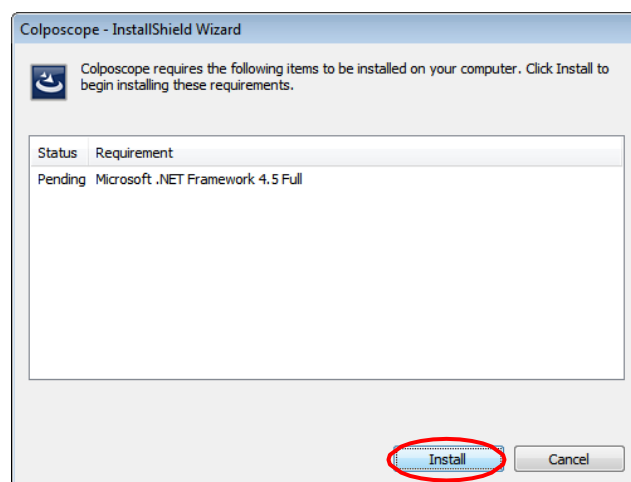 Colposcope - InstallShield Wizard
Colposcope requires the following items to be installed on your computer. Click Install to
begin installing these requirements.
Status Requirement
Pending Microsoft .NET Framework 4.5 Full
Install Cancel